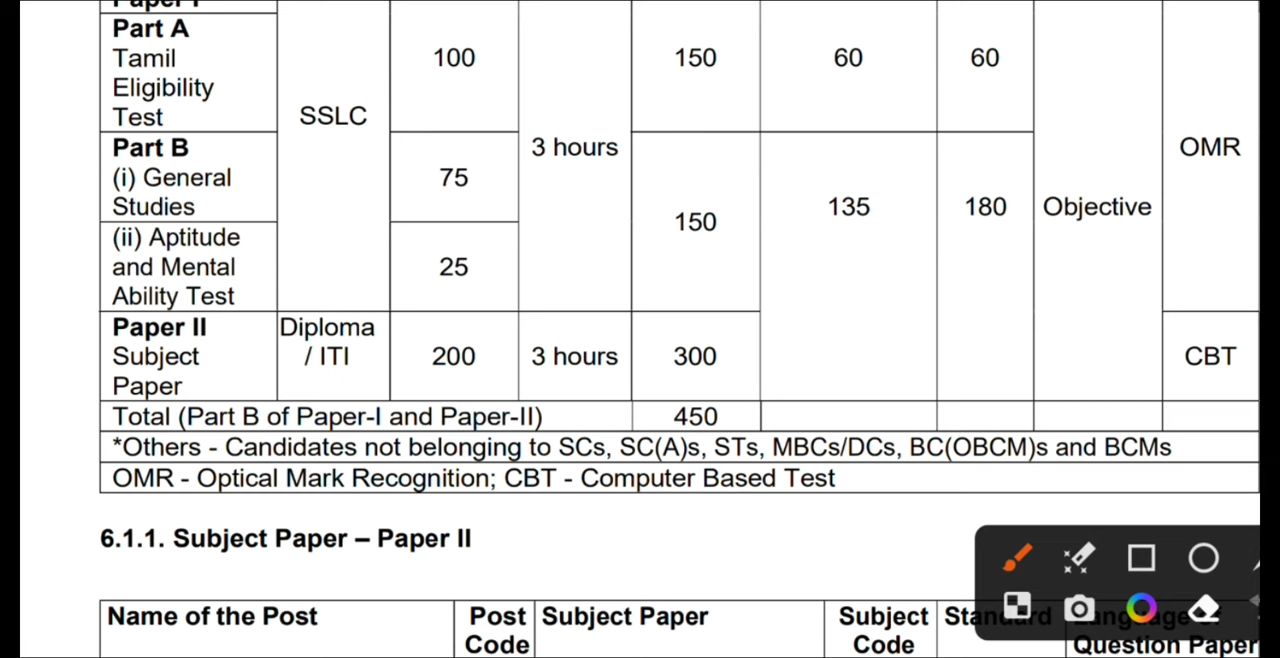 Paper I
Part A
Tamil
Eligibility
Test
SSLC
100
3 hours
150
60
60
Objective
OMR
Part B
(i) General
Studies
75
150
135
180
(ii) Aptitude
and Mental
Ability Test
25
Paper II
Subject
Paper
Diploma
/ ITI
200
3 hours
300
CBT
Total (Part B of Paper-I and Paper-II)
450
*Others - Candidates not belonging to SCs, SC(A)s, STs, MBCs/DCs, BC(OBCM)s and BCMs
OMR - Optical Mark Recognition; CBT - Computer Based Test
6.1.1. Subject Paper – Paper II
Name of the Post
Post
Code
Subject Paper
Subject
Code
Standard
Language of
Question Paper